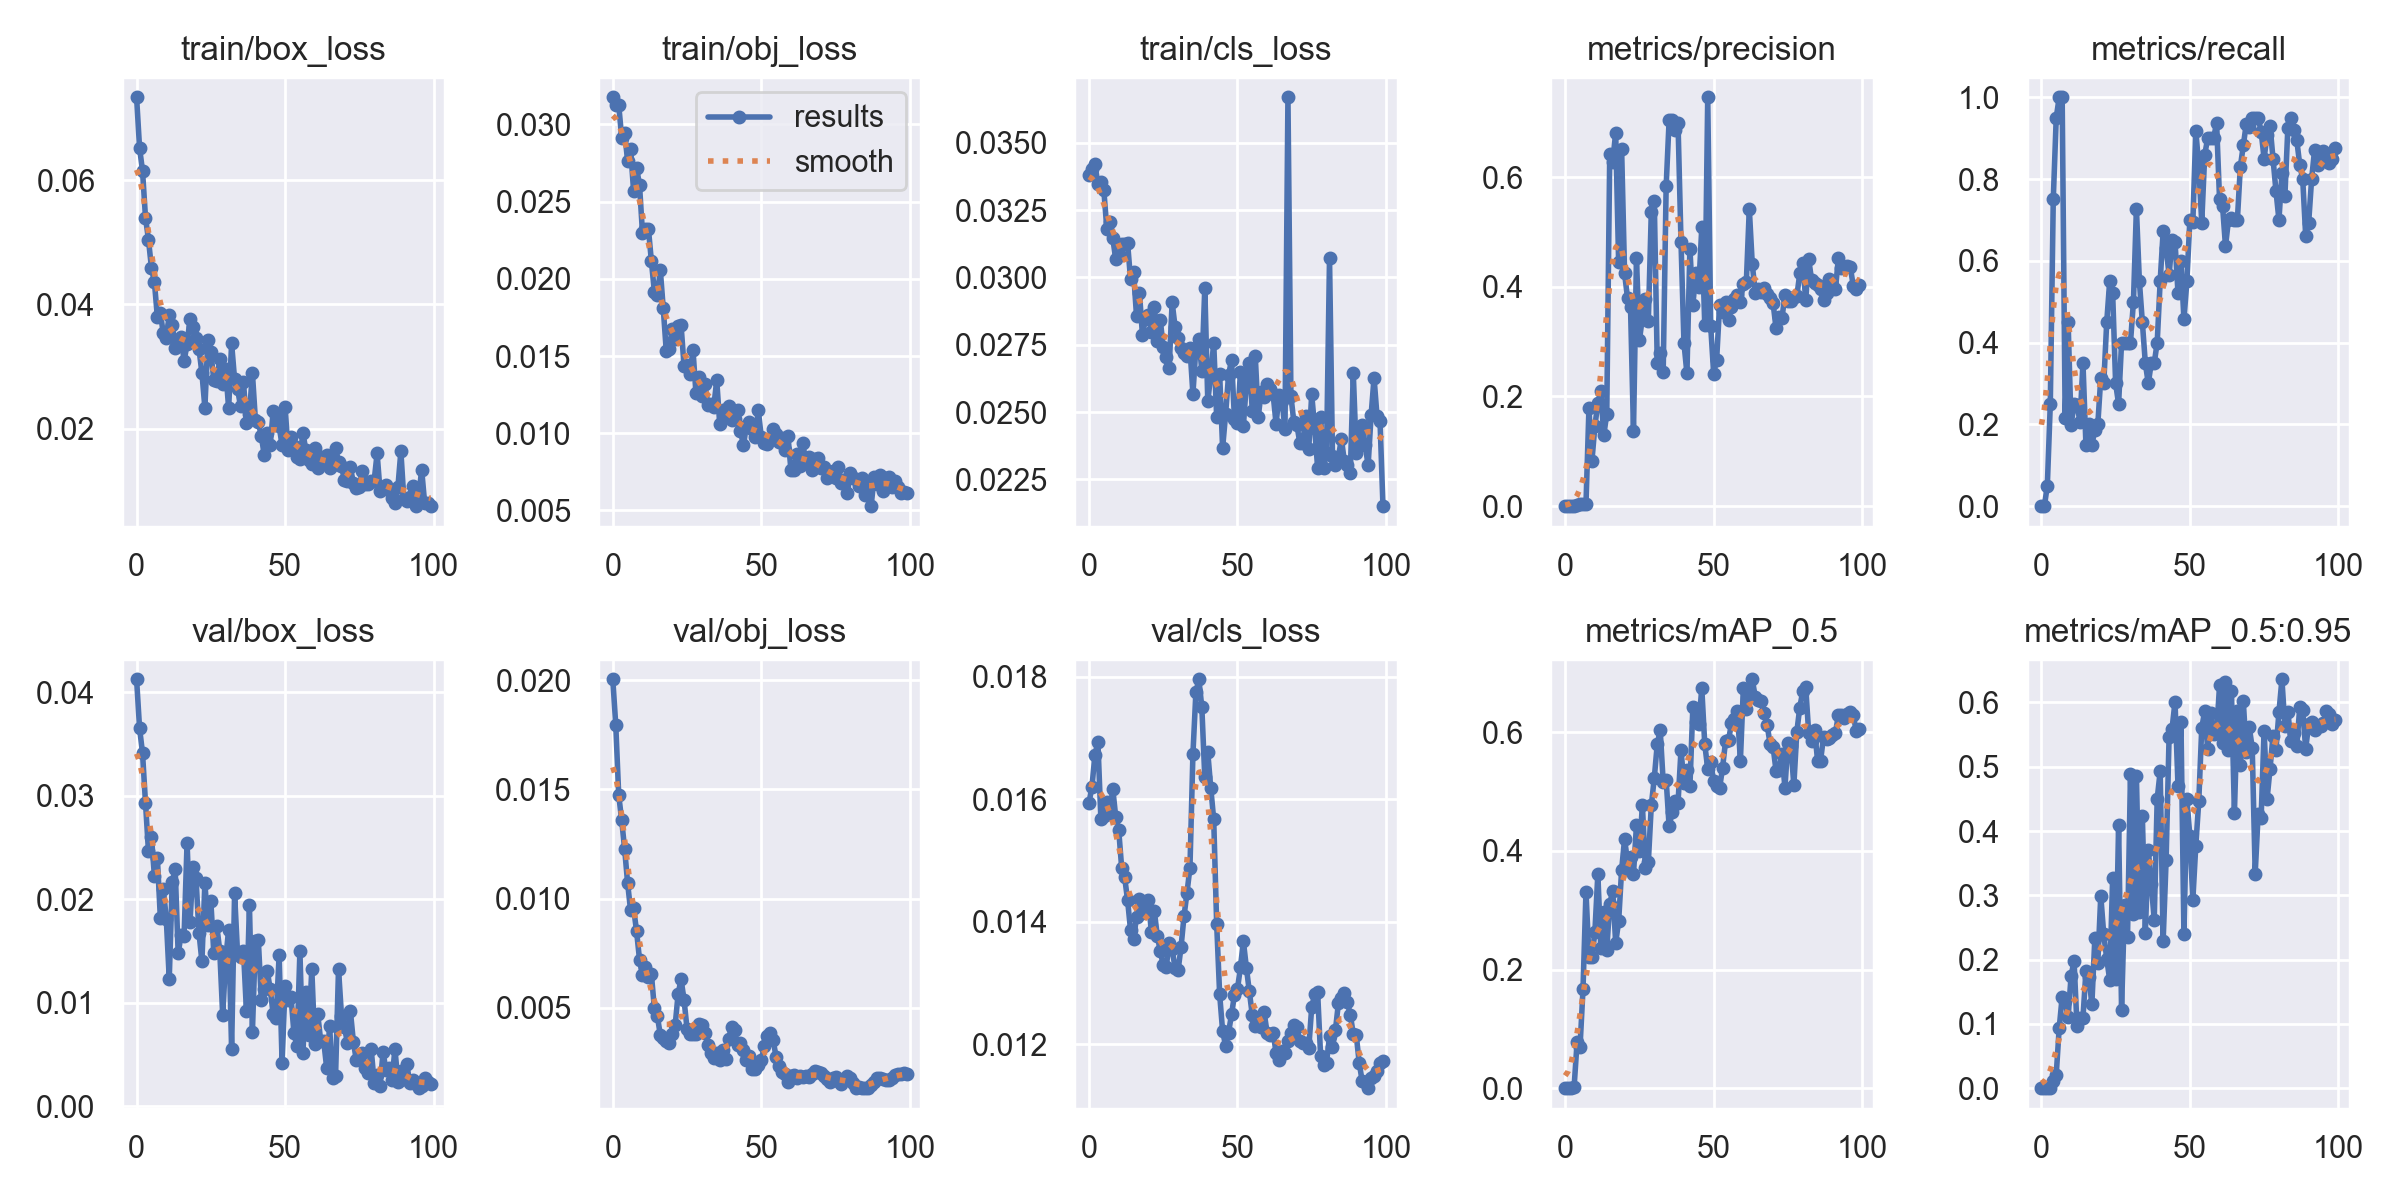 train/box_loss
0.06
0.04
0.02
0 50 100
train/obj_loss
results
smooth
0.030
0.025
0.020
0.015
0.010
0.005
0 50 100
train/cls_loss
0.0350
0.0325
0.0300
0.0275
0.0250
0.0225
0 50 100
metrics/precision
0.6
0.4
0.2
0.0
0 50 100
metrics/recall
1.0
0.8
0.6
0.4
0.2
0.0
0 50 100
val/box_loss
0.04
0.03
0.02
0.01
0.00
0 50 100
val/obj_loss
0.020
0.015
0.010
0.005
0 50 100
val/cls_loss
0.018
0.016
0.014
0.012
0 50 100
metrics/mAP_0.5
0.6
0.4
0.2
0.0
0 50 100
metrics/mAP_0.5:0.95
0.6
0.5
0.4
0.3
0.2
0.1
0.0
0 50 100